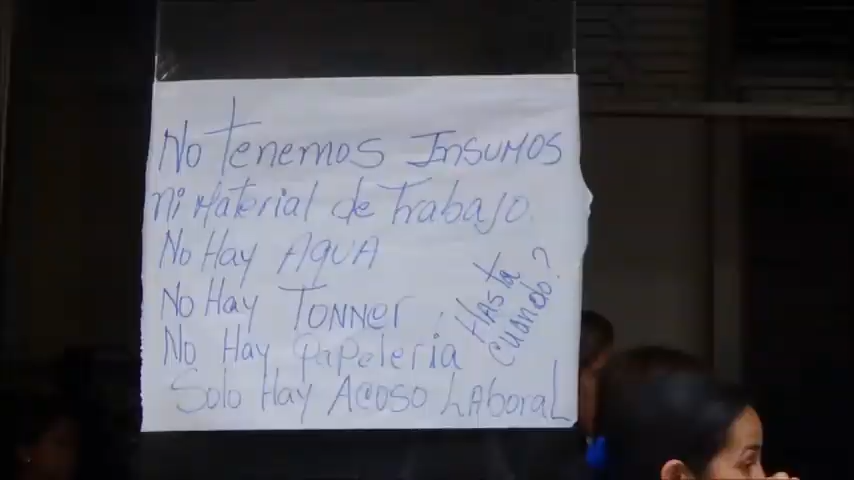 No tenemos Insumos
ni Material de trabajo.
No Hay AguA
No Hay Tonner
No Hay papeleria
Solo Hay Acoso Laboral
Hasta
Cuando?